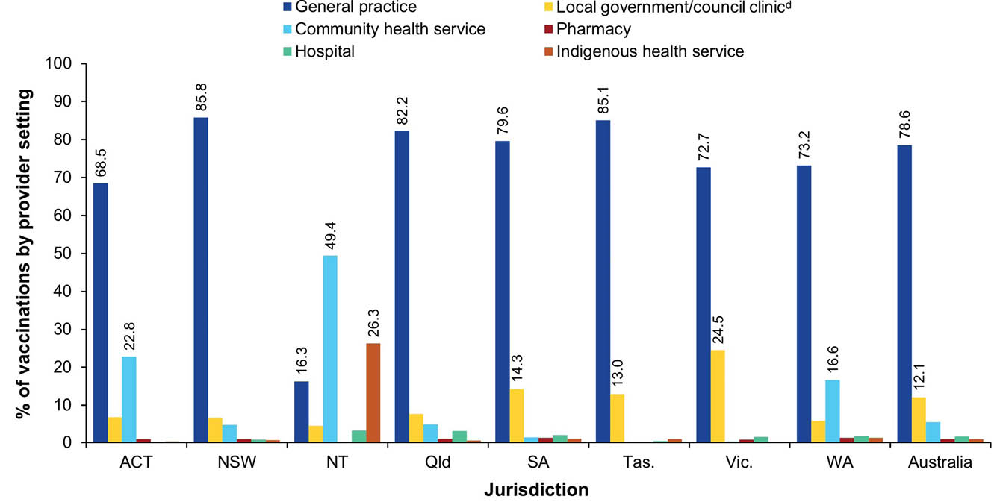 General practice
Local government/council clinicᵈ
Community health service
Pharmacy
Hospital
Indigenous health service
% of vaccinations by provider setting
100
90
80
70
60
50
40
30
20
10
0
68.5
22.8
85.8
16.3
49.4
26.3
82.2
79.6
14.3
85.1
13.0
72.7
24.5
73.2
16.6
78.6
12.1
ACT
NSW
NT
Qld
SA
Tas.
Vic.
WA
Australia
Jurisdiction